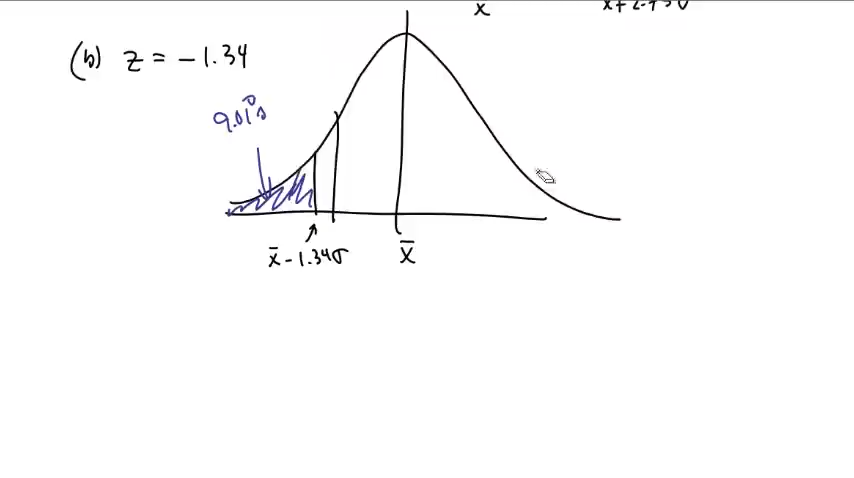 x̄
(b) z = -1.34
9.01%
x̄ - 1.34σ
x̄